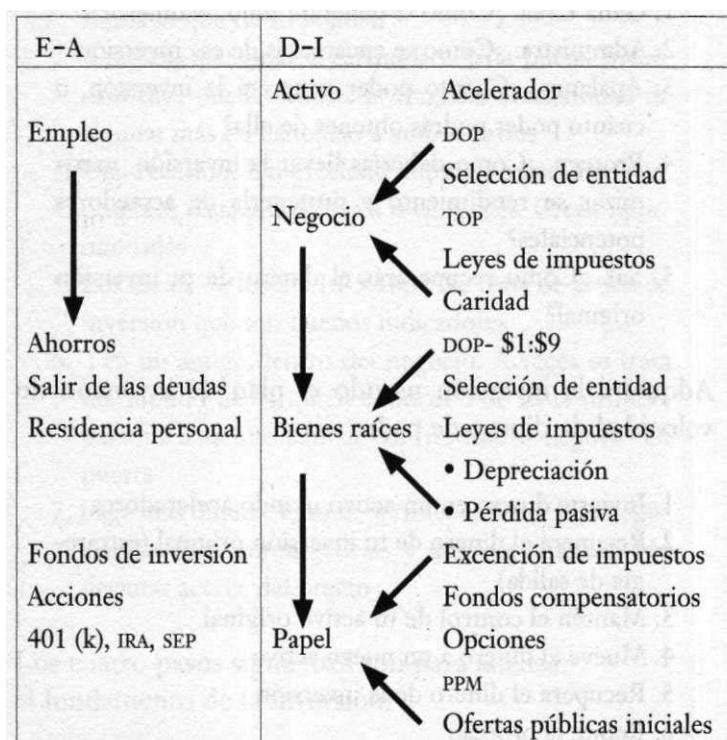 E-A D-I
Activo Acelerador
Empleo DOP
Selección de entidad
Negocio TOP
Leyes de impuestos
Caridad
Ahorros DOP- $1:$9
Salir de las deudas Selección de entidad
Residencia personal Bienes raíces Leyes de impuestos
• Depreciación
• Pérdida pasiva
Fondos de inversión Excención de impuestos
Acciones Fondos compensatorios
401 (k), IRA, SEP Papel Opciones
PPM
Ofertas públicas iniciales